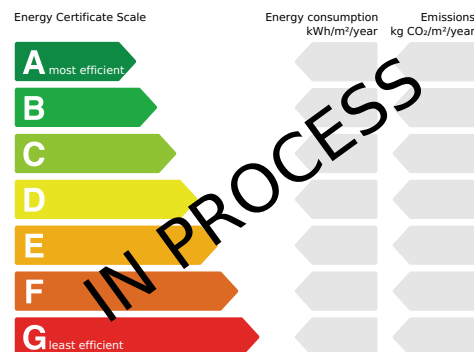 Energy Certificate Scale
Energy consumption
kWh/m²/year
Emissions
kg CO₂/m²/year
A most efficient
B
C
D
E
F
G least efficient
IN PROCESS